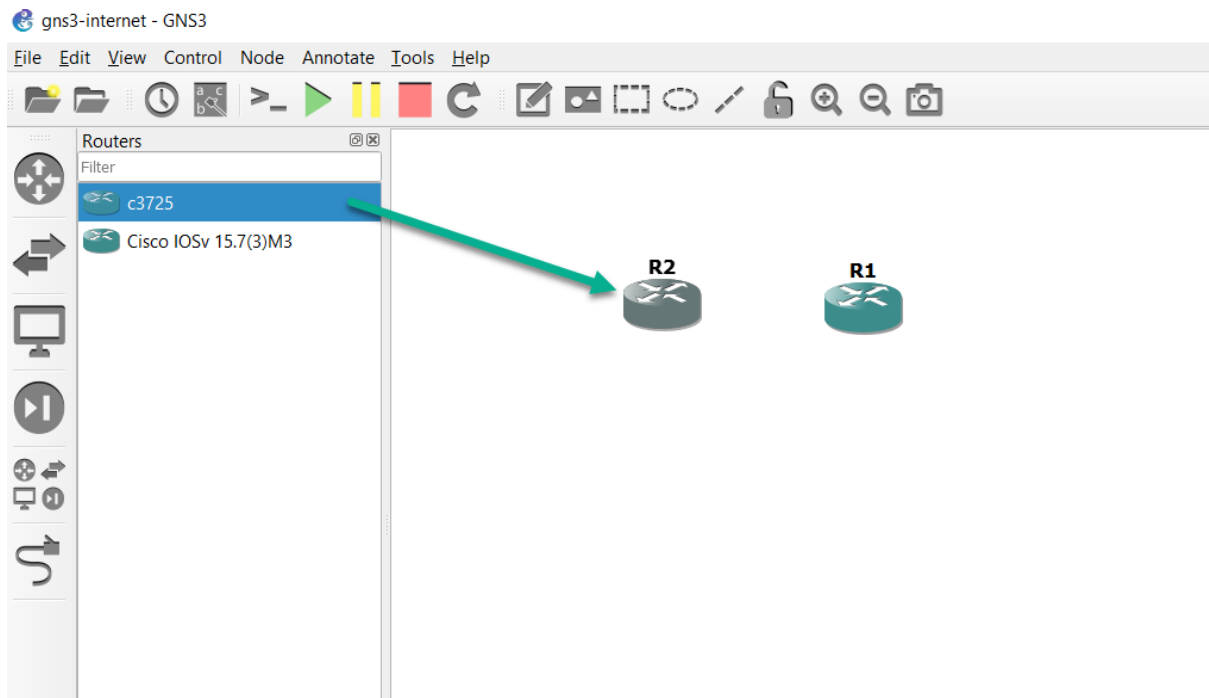 gns3-internet - GNS3
File Edit View Control Node Annotate Tools Help
Routers
Filter
c3725
Cisco IOSv 15.7(3)M3
R2
R1